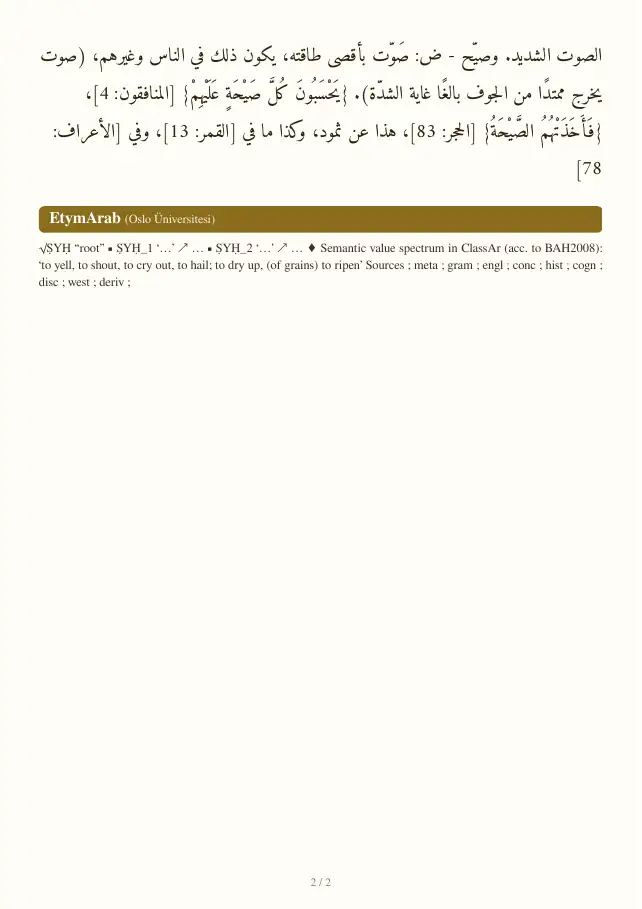 الصوت الشديد. وصيّح - ض: صَوّت بأقصى طاقته، يكون ذلك في الناس وغيرهم، (صوت
يخرج ممتدًا من الجوف بالغًا غاية الشدّة). {يَحْسَبُونَ كُلَّ صَيْحَةٍ عَلَيْهِمْ} [المنافقون: 4]،
{فَأَخَذَتْهُمُ الصَّيْحَةُ} [الحجر: 83]، هذا عن ثمود، وكذا ما في [القمر: 13]، وفي [الأعراف:
78]
EtymArab (Oslo Üniversitesi)
√ṢYḤ “root” ▪ ṢYḤ_1 ‘…’ ↗ … ▪ ṢYḤ_2 ‘…’ ↗ … ♦ Semantic value spectrum in ClassAr (acc. to BAH2008):
‘to yell, to shout, to cry out, to hail; to dry up, (of grains) to ripen’ Sources ; meta ; gram ; engl ; conc ; hist ; cogn ;
disc ; west ; deriv ;
2 / 2